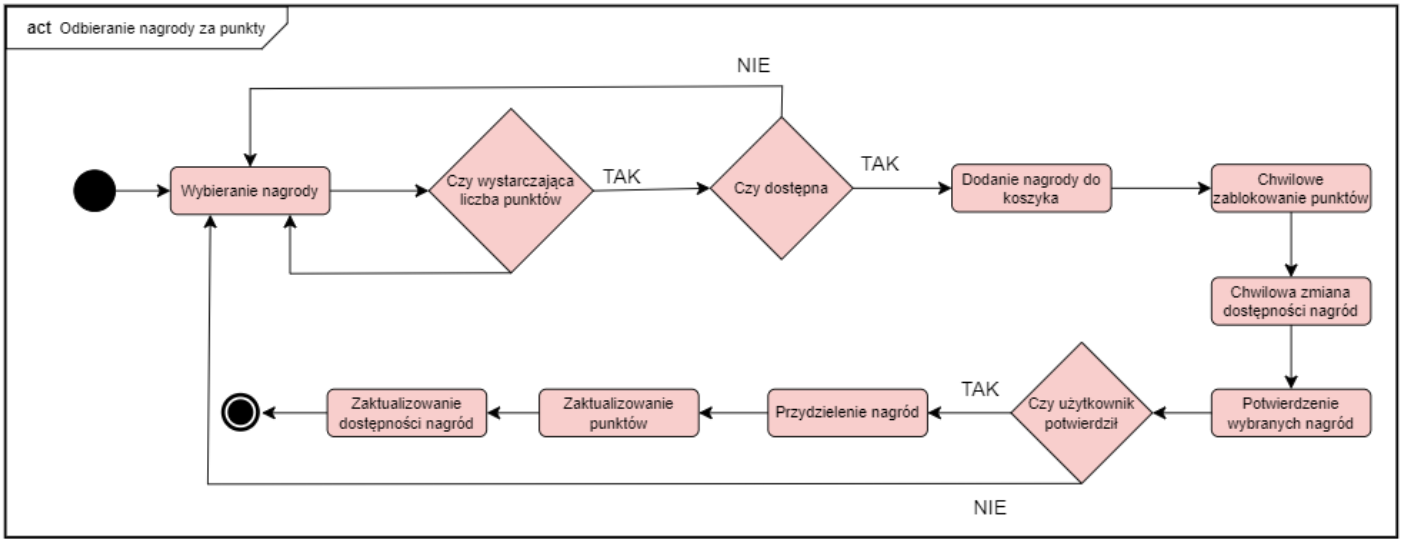 act Odbieranie nagrody za punkty
NIE
Wybieranie nagrody
Czy wystarczająca
liczba punktów
TAK
Czy dostępna
TAK
Dodanie nagrody do
koszyka
Chwilowe
zablokowanie punktów
Chwilowa zmiana
dostępności nagród
Potwierdzenie
wybranych nagród
Czy użytkownik
potwierdził
TAK
Przydzielenie nagród
Zaktualizowanie
punktów
Zaktualizowanie
dostępności nagród
NIE